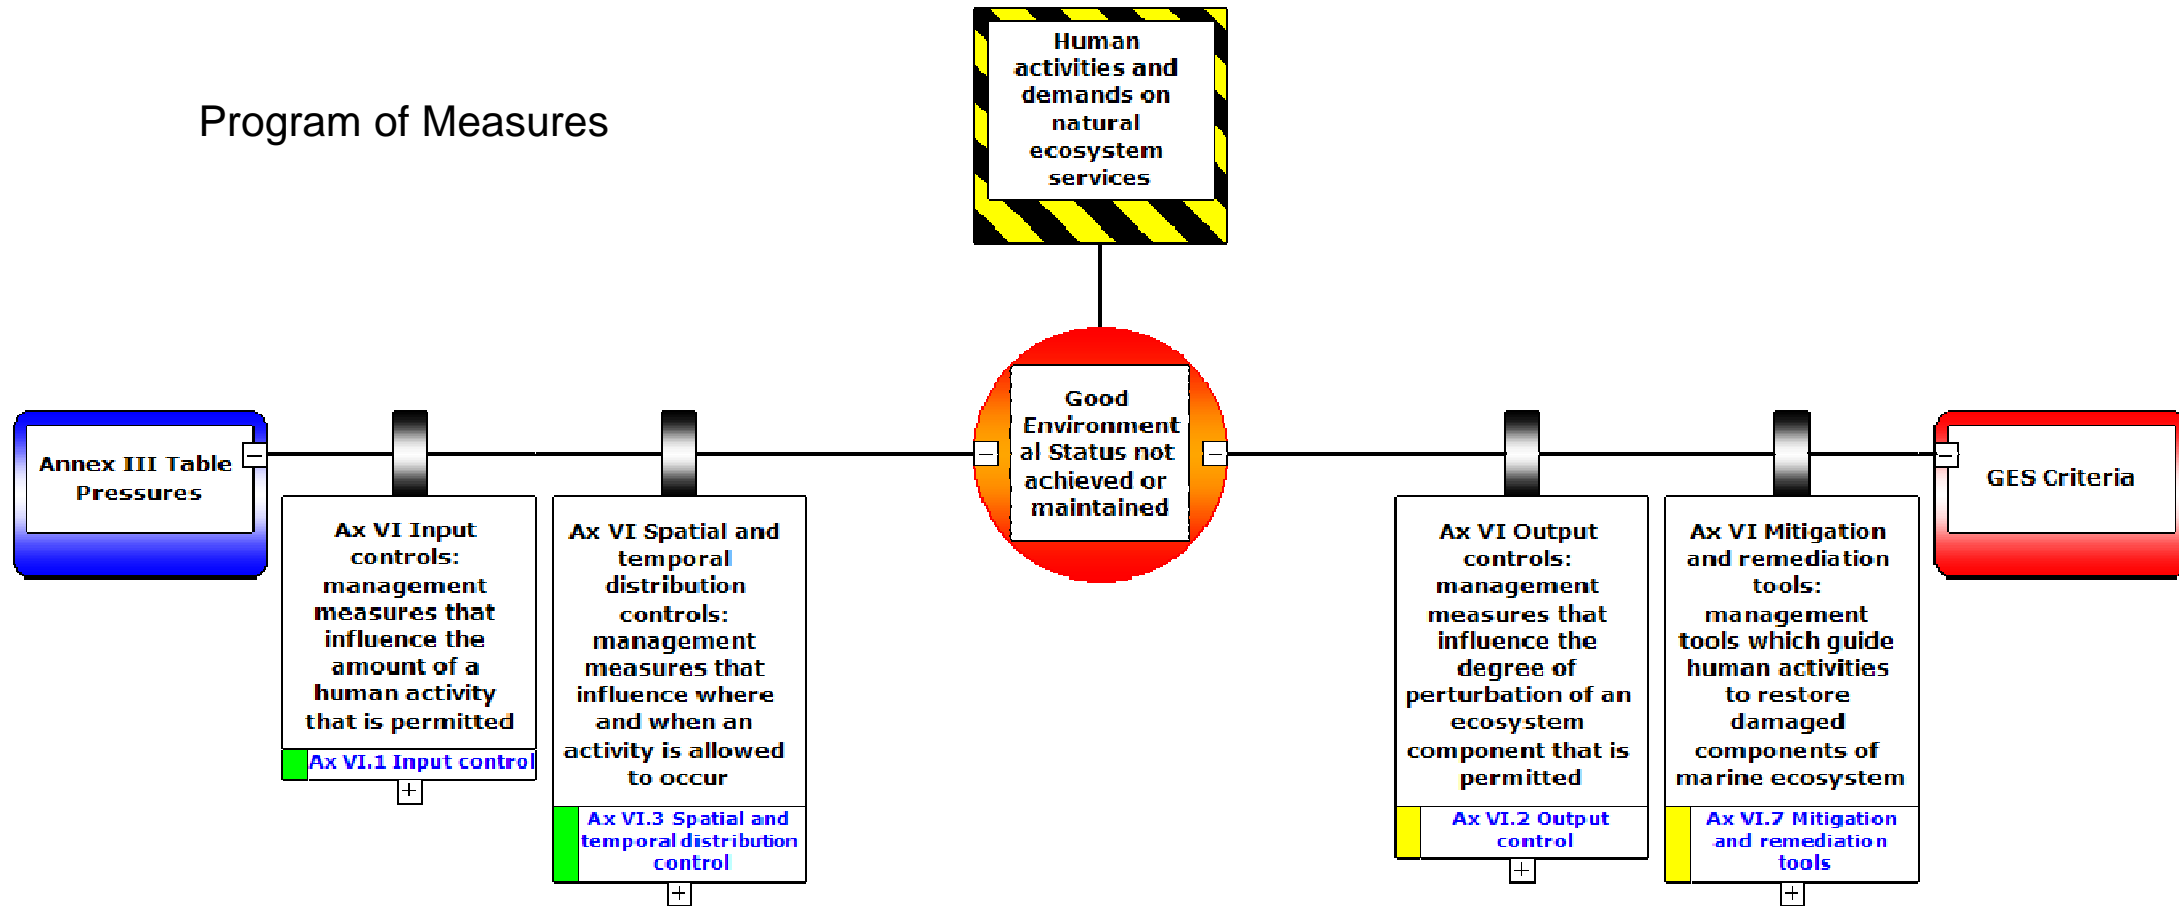 Program of Measures
Human
activities and
demands on
natural
ecosystem
services
Annex III Table
Pressures
Ax VI Input
controls:
management
measures that
influence the
amount of a
human activity
that is permitted
Ax VI.1 Input control
Ax VI Spatial and
temporal
distribution
controls:
management
measures that
influence where
and when an
activity is allowed
to occur
Ax VI.3 Spatial and
temporal distribution
control
Good
Environment
al Status not
achieved or
maintained
Ax VI Output
controls:
management
measures that
influence the
degree of
perturbation of an
ecosystem
component that is
permitted
Ax VI.2 Output
control
Ax VI Mitigation
and remediation
tools:
management
tools which guide
human activities
to restore
damaged
components of
marine ecosystem
Ax VI.7 Mitigation
and remediation
tools
GES Criteria